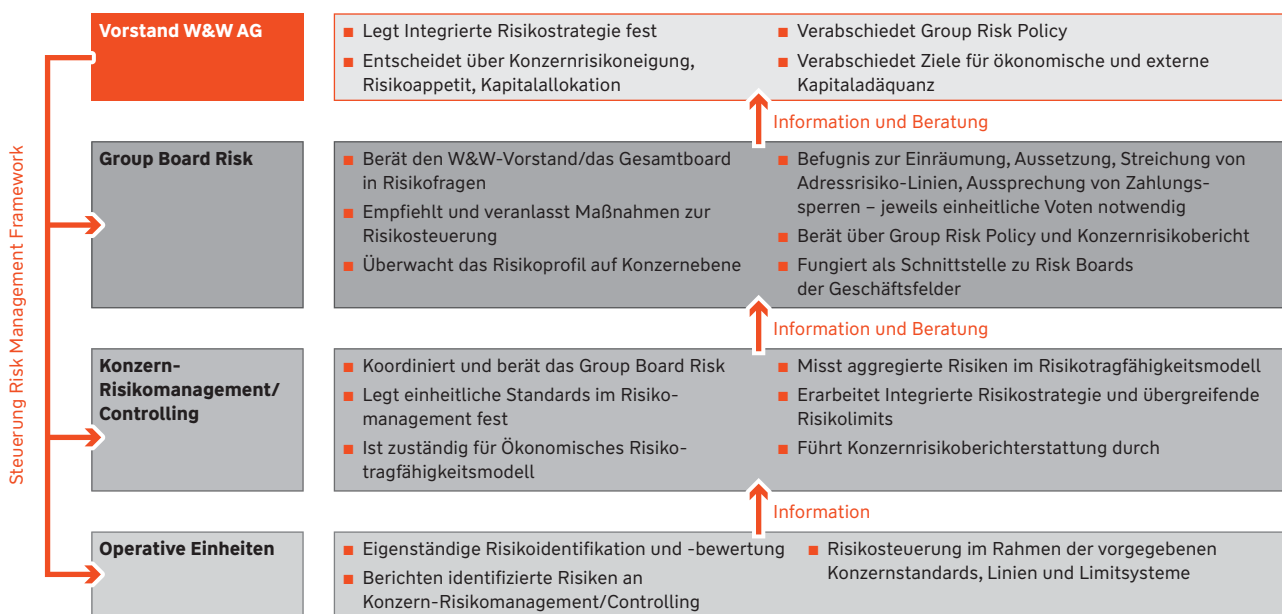 Steuerung Risk Management Framework
Vorstand W&W AG
■ Legt Integrierte Risikostrategie fest
■ Entscheidet über Konzernrisikoneigung,
Risikoappetit, Kapitalallokation
■ Verabschiedet Group Risk Policy
■ Verabschiedet Ziele für ökonomische und externe
Kapitaladäquanz
Information und Beratung
Group Board Risk
■ Berät den W&W-Vorstand/das Gesamtboard
in Risikofragen
■ Empfiehlt und veranlasst Maßnahmen zur
Risikosteuerung
■ Überwacht das Risikoprofil auf Konzernebene
■ Befugnis zur Einräumung, Aussetzung, Streichung von
Adressrisiko-Linien, Aussprechung von Zahlungs-
sperren – jeweils einheitliche Voten notwendig
■ Berät über Group Risk Policy und Konzernrisikobericht
■ Fungiert als Schnittstelle zu Risk Boards
der Geschäftsfelder
Information und Beratung
Konzern-
Risikomanagement/
Controlling
■ Koordiniert und berät das Group Board Risk
■ Legt einheitliche Standards im Risiko-
management fest
■ Ist zuständig für Ökonomisches Risiko-
tragfähigkeitsmodell
■ Misst aggregierte Risiken im Risikotragfähigkeitsmodell
■ Erarbeitet Integrierte Risikostrategie und übergreifende
Risikolimits
■ Führt Konzernrisikoberichterstattung durch
Information
Operative Einheiten
■ Eigenständige Risikoidentifikation und -bewertung
■ Berichten identifizierte Risiken an
Konzern-Risikomanagement/Controlling
■ Risikosteuerung im Rahmen der vorgegebenen
Konzernstandards, Linien und Limitsysteme